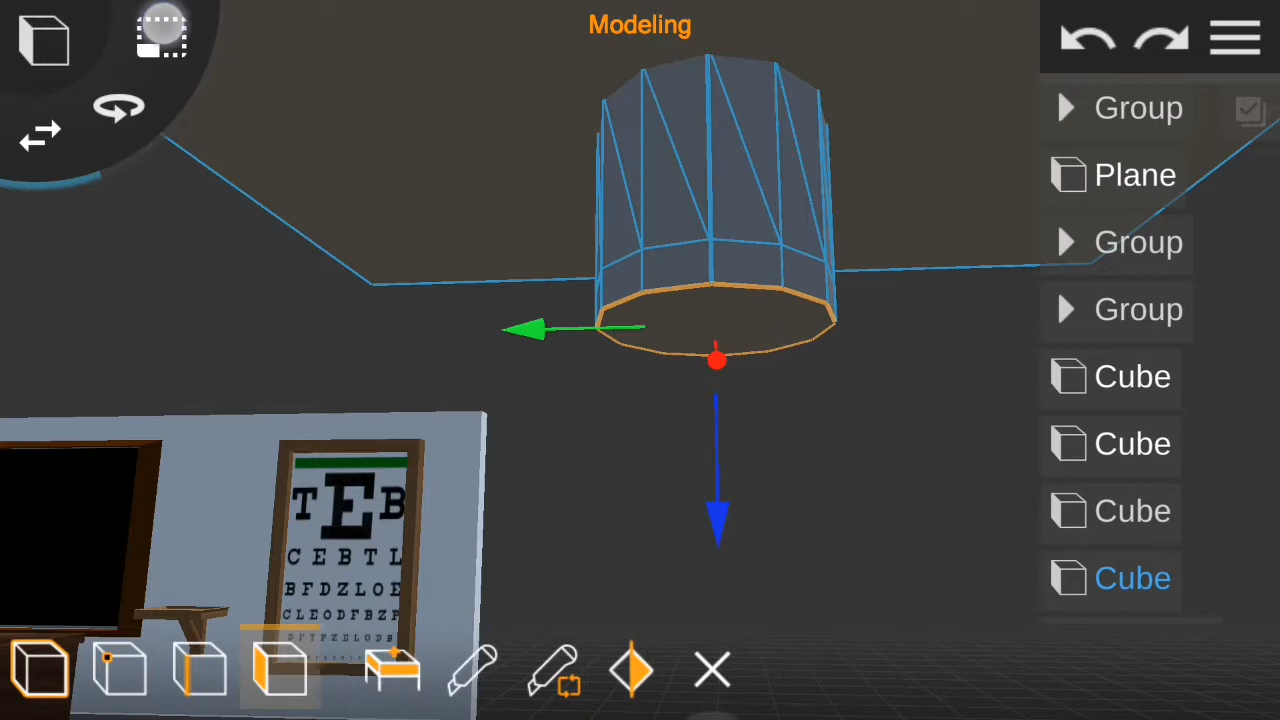 Modeling
Group
Plane
Group
Group
Cube
Cube
Cube
Cube
T E B
C E B T L
B F D Z L O E
C L E O D F B Z P